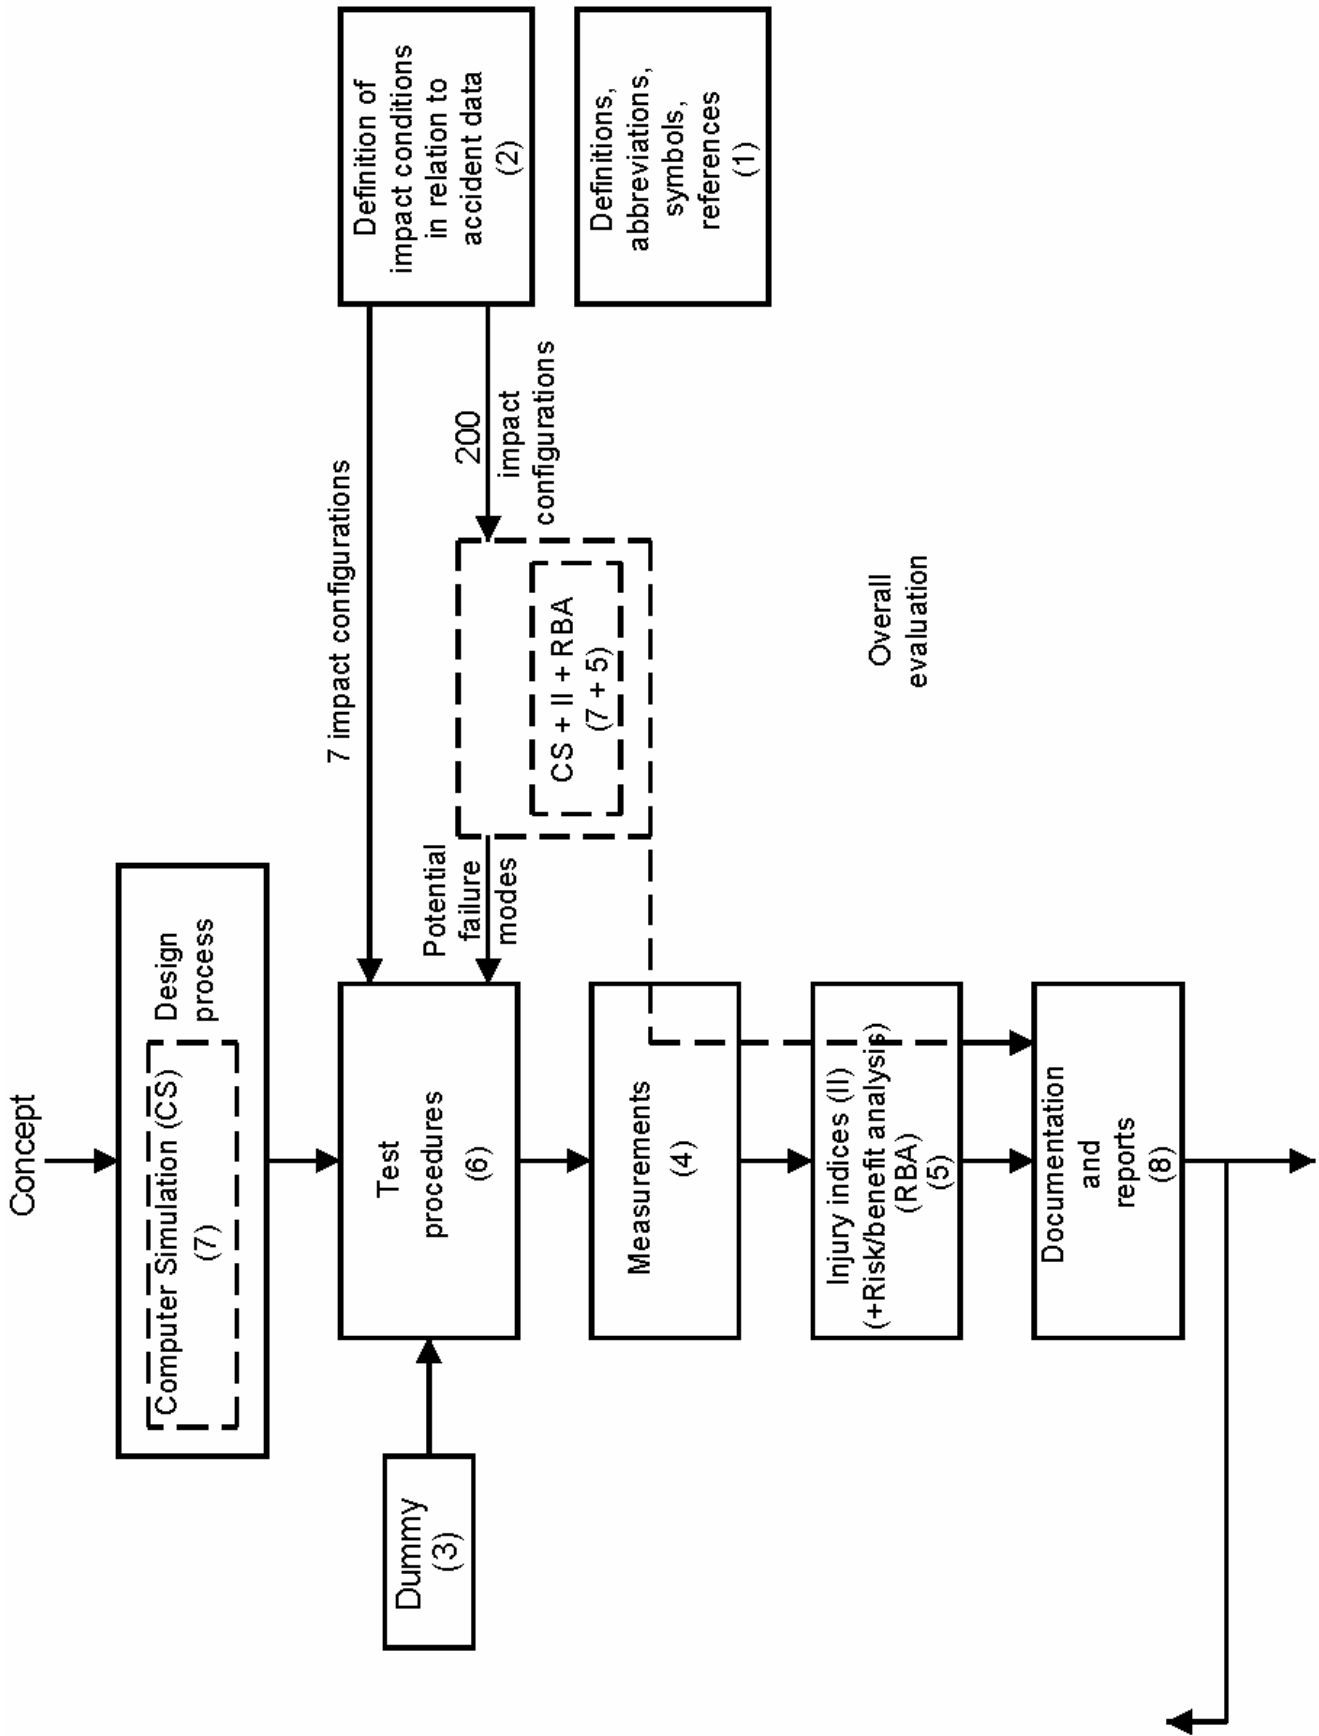 Concept
Computer Simulation (CS)
(7)
Design
process
Dummy
(3)
Test
procedures
(6)
7 impact configurations
Potential
failure
modes
CS + II + RBA
(7 + 5)
200
impact
configurations
Definition of
impact conditions
in relation to
accident data
(2)
Definitions,
abbreviations,
symbols,
references
(1)
Measurements
(4)
Injury indices (II)
(+Risk/benefit analysis)
(RBA)
(5)
Overall
evaluation
Documentation
and
reports
(8)